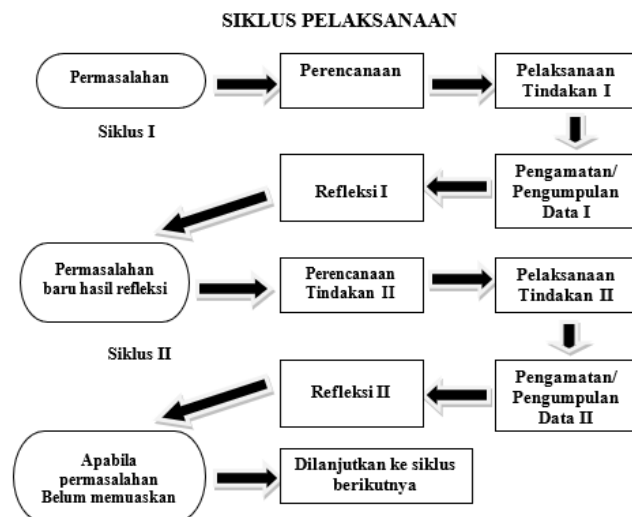 SIKLUS PELAKSANAAN
Permasalahan
Perencanaan
Pelaksanaan
Tindakan I
Siklus I
Pengamatan/
Pengumpulan
Data I
Refleksi I
Permasalahan
baru hasil refleksi
Perencanaan
Tindakan II
Pelaksanaan
Tindakan II
Siklus II
Pengamatan/
Pengumpulan
Data II
Refleksi II
Apabila
permasalahan
Belum memuaskan
Dilanjutkan ke siklus
berikutnya